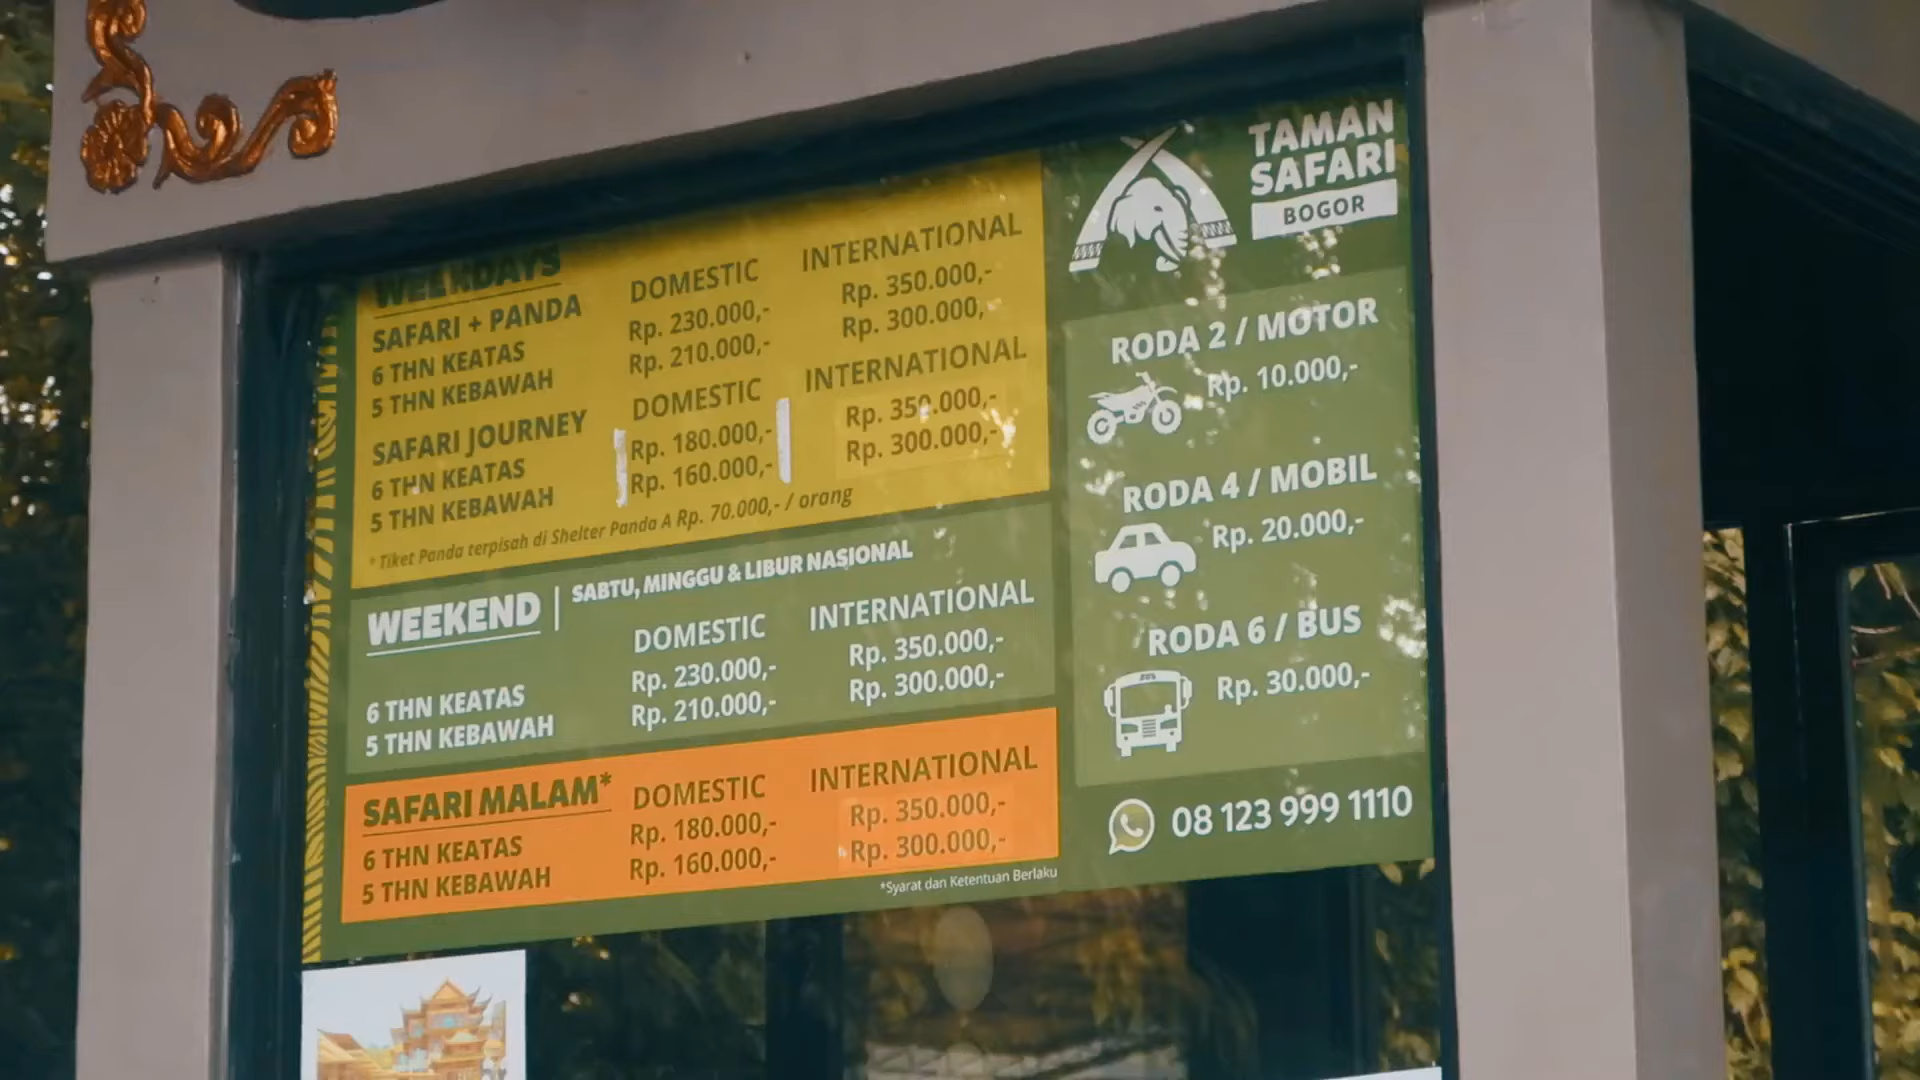 WEEKDAYS
SAFARI + PANDA DOMESTIC INTERNATIONAL
6 THN KEATAS Rp. 230.000,- Rp. 350.000,-
5 THN KEBAWAH Rp. 210.000,- Rp. 300.000,-
SAFARI JOURNEY DOMESTIC INTERNATIONAL
6 THN KEATAS Rp. 180.000,- Rp. 350.000,-
5 THN KEBAWAH Rp. 160.000,- Rp. 300.000,-
* Tiket Panda terpisah di Shelter Panda A Rp. 70.000,- / orang
WEEKEND | SABTU, MINGGU & LIBUR NASIONAL
DOMESTIC INTERNATIONAL
6 THN KEATAS Rp. 230.000,- Rp. 350.000,-
5 THN KEBAWAH Rp. 210.000,- Rp. 300.000,-
SAFARI MALAM* DOMESTIC INTERNATIONAL
6 THN KEATAS Rp. 180.000,- Rp. 350.000,-
5 THN KEBAWAH Rp. 160.000,- Rp. 300.000,-
*Syarat dan Ketentuan Berlaku
TAMAN
SAFARI
BOGOR
RODA 2 / MOTOR
Rp. 10.000,-
RODA 4 / MOBIL
Rp. 20.000,-
RODA 6 / BUS
BUS
Rp. 30.000,-
08 123 999 1110